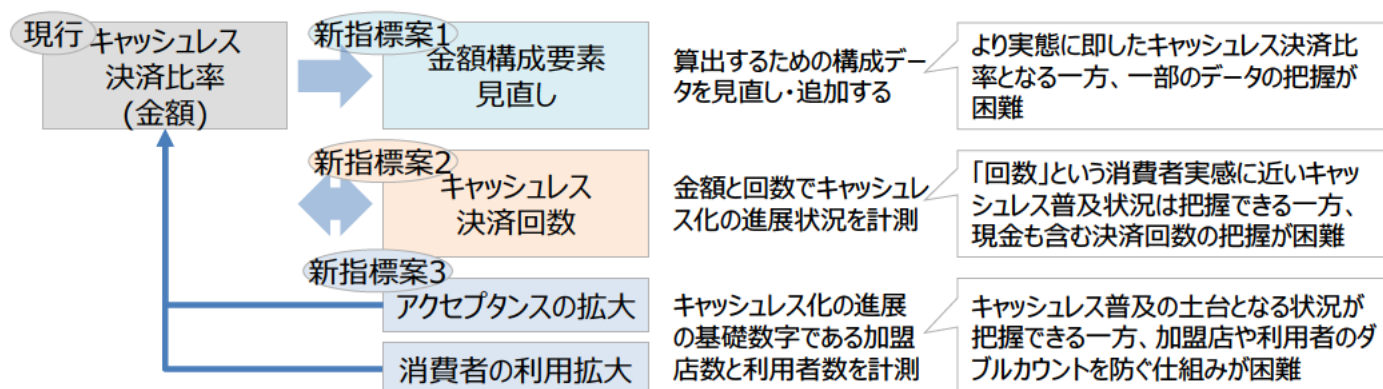 現行
キャッシュレス
決済比率
(金額)
新指標案1
金額構成要素
見直し
算出するための構成デー
タを見直し・追加する
より実態に即したキャッシュレス決済比
率となる一方、一部のデータの把握が
困難
新指標案2
キャッシュレス
決済回数
金額と回数でキャッシュレ
ス化の進展状況を計測
「回数」という消費者実感に近いキャッ
シュレス普及状況は把握できる一方、
現金も含む決済回数の把握が困難
新指標案3
アクセプタンスの拡大
消費者の利用拡大
キャッシュレス化の進展
の基礎数字である加盟
店数と利用者数を計測
キャッシュレス普及の土台となる状況が
把握できる一方、加盟店や利用者のダ
ブルカウントを防ぐ仕組みが困難